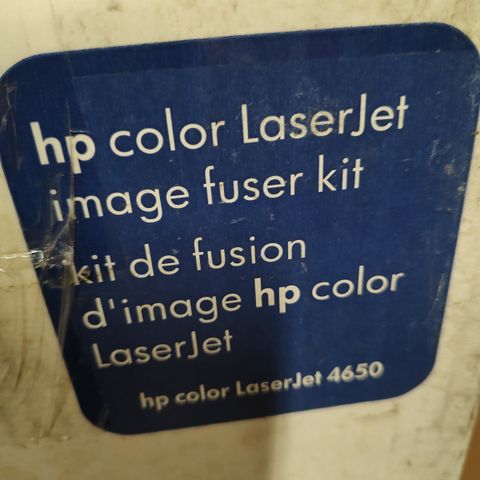 hp color LaserJet
image fuser kit
kit de fusion
d'image hp color
LaserJet
hp color LaserJet 4650